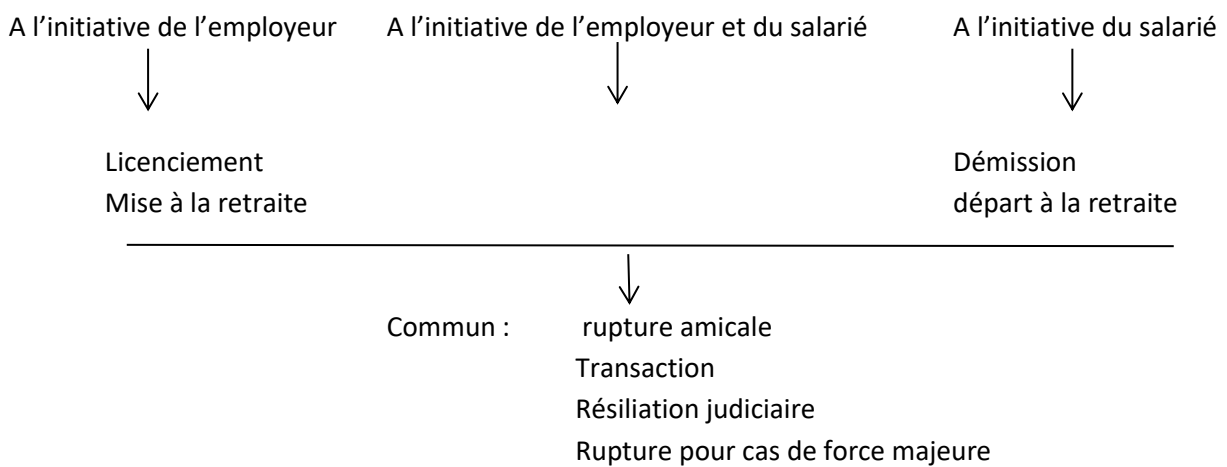 A l’initiative de l’employeur A l’initiative de l’employeur et du salarié A l’initiative du salarié
Licenciement Démission
Mise à la retraite départ à la retraite
Commun : rupture amicale
Transaction
Résiliation judiciaire
Rupture pour cas de force majeure